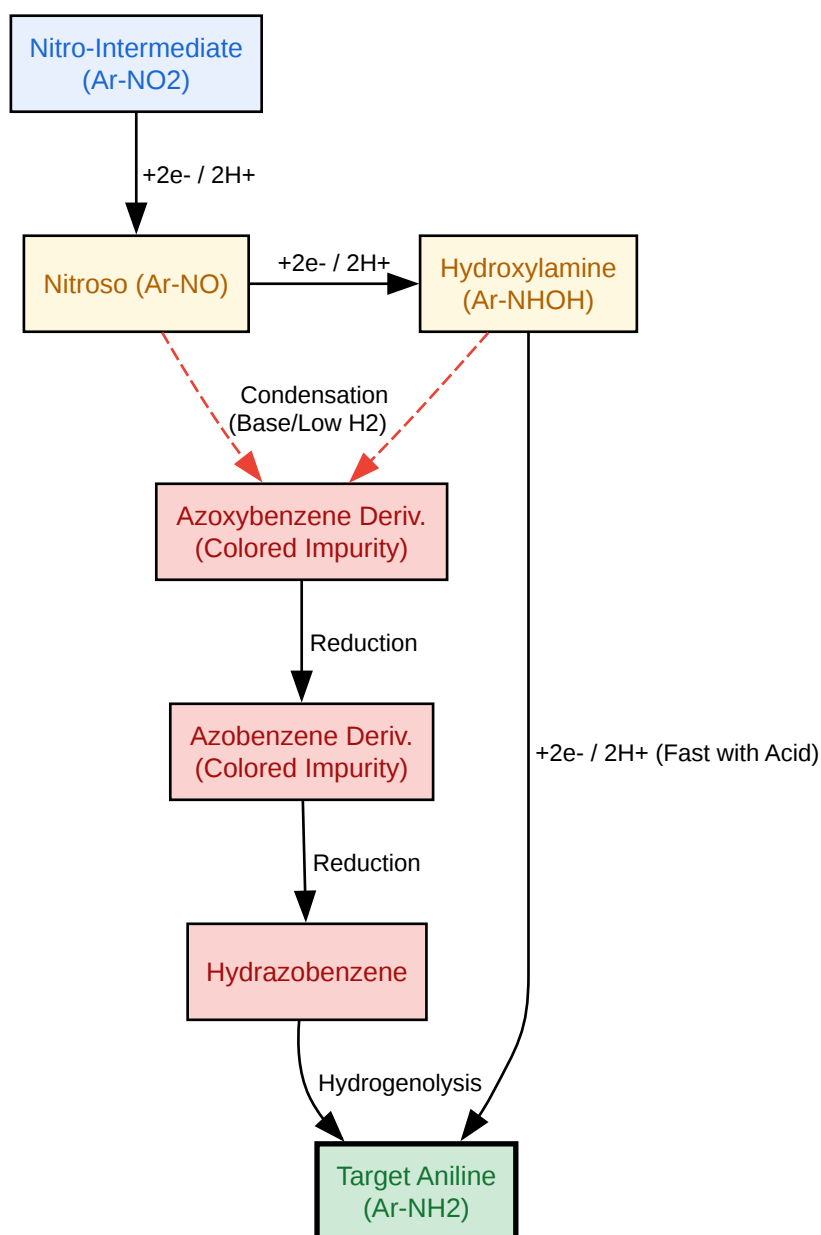 Nitro-Intermediate
(Ar-NO2)
+2e- / 2H+
Nitroso (Ar-NO)
+2e- / 2H+
Hydroxylamine
(Ar-NHOH)
Condensation
(Base/Low H2)
Azoxybenzene Deriv.
(Colored Impurity)
Reduction
Azobenzene Deriv.
(Colored Impurity)
+2e- / 2H+ (Fast with Acid)
Reduction
Hydrazobenzene
Hydrogenolysis
Target Aniline
(Ar-NH2)